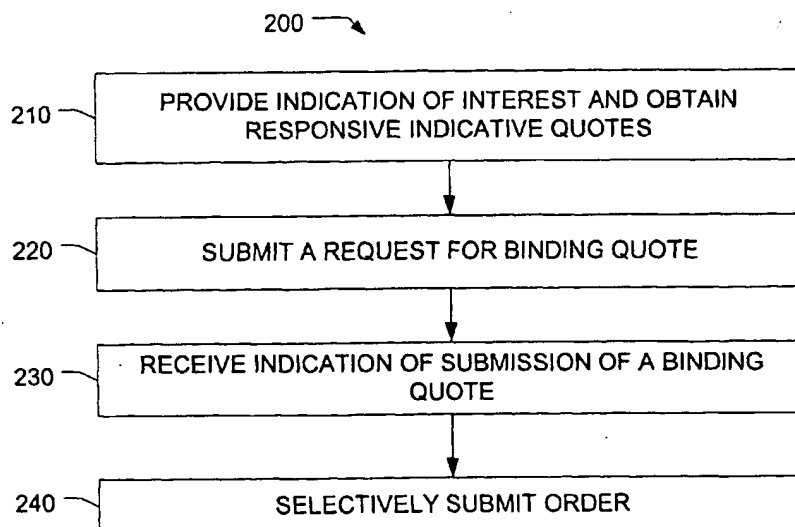 200
210
PROVIDE INDICATION OF INTEREST AND OBTAIN
RESPONSIVE INDICATIVE QUOTES
220
SUBMIT A REQUEST FOR BINDING QUOTE
230
RECEIVE INDICATION OF SUBMISSION OF A BINDING
QUOTE
240
SELECTIVELY SUBMIT ORDER